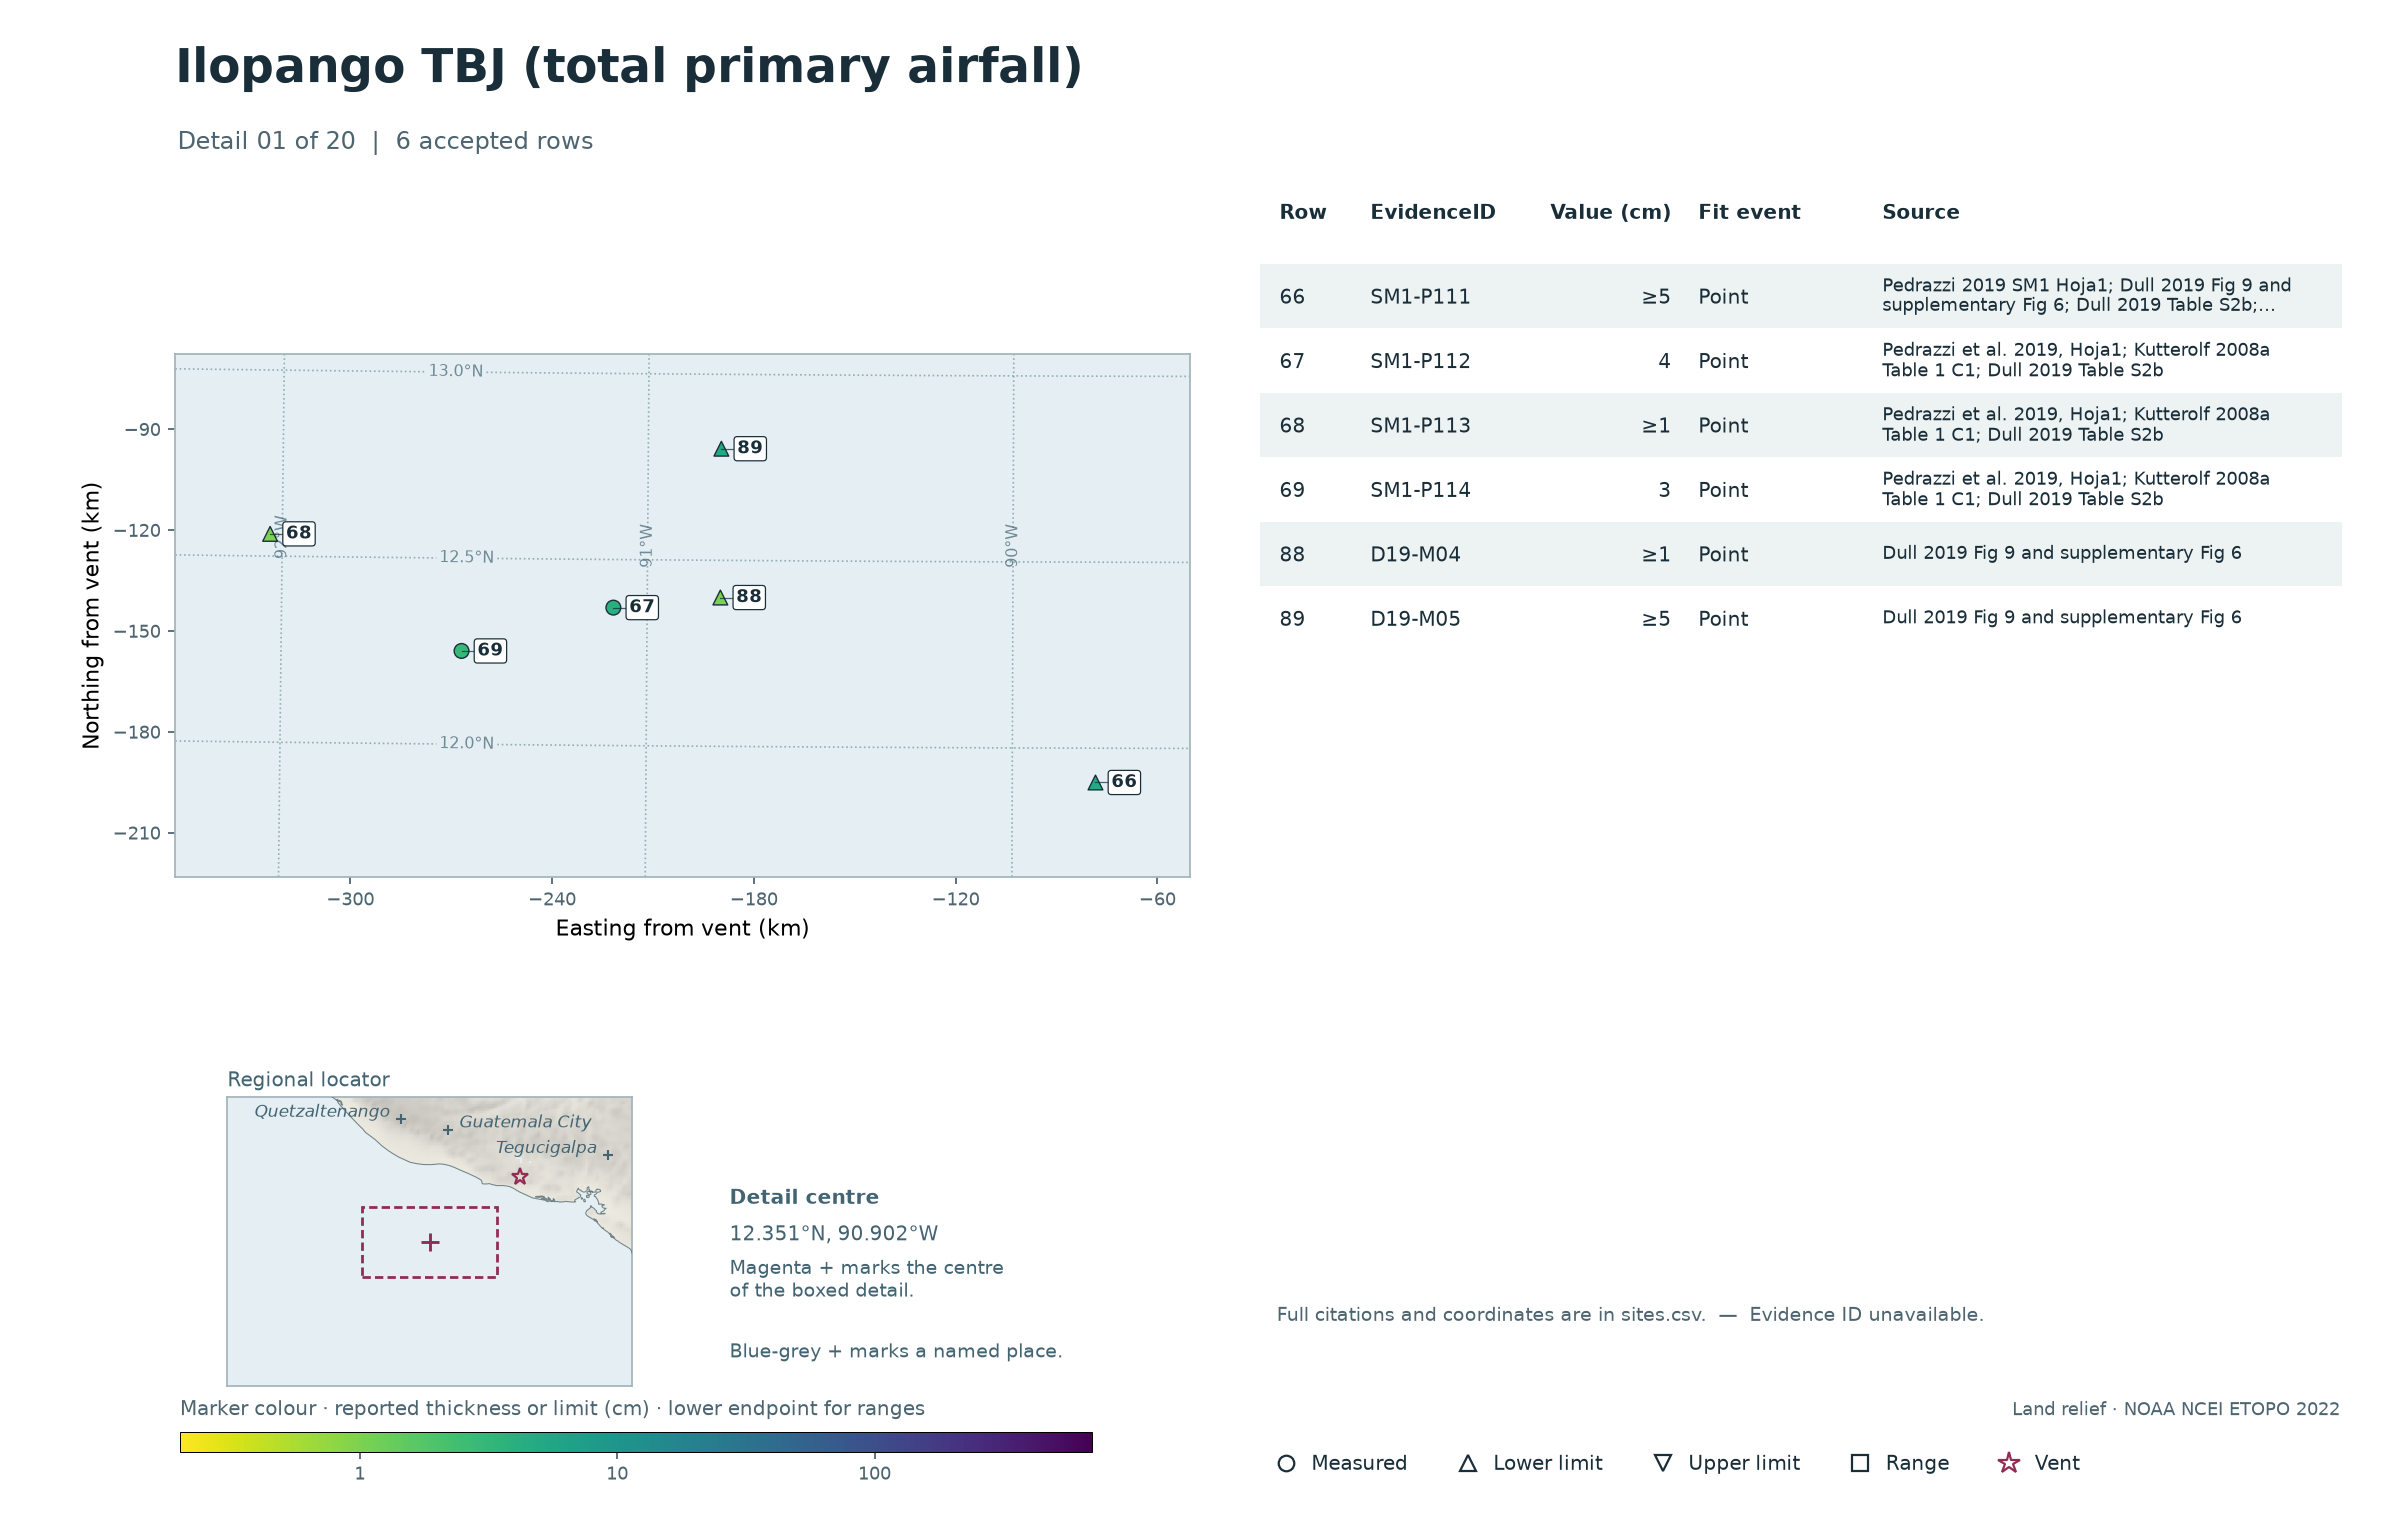 Ilopango TBJ (total primary airfall)
Detail 01 of 20 | 6 accepted rows
Row EvidenceID Value (cm) Fit event Source
66 SM1-P111 ≥5 Point Pedrazzi 2019 SM1 Hoja1; Dull 2019 Fig 9 and
supplementary Fig 6; Dull 2019 Table S2b;...
67 SM1-P112 4 Point Pedrazzi et al. 2019, Hoja1; Kutterolf 2008a
Table 1 C1; Dull 2019 Table S2b
68 SM1-P113 ≥1 Point Pedrazzi et al. 2019, Hoja1; Kutterolf 2008a
Table 1 C1; Dull 2019 Table S2b
69 SM1-P114 3 Point Pedrazzi et al. 2019, Hoja1; Kutterolf 2008a
Table 1 C1; Dull 2019 Table S2b
88 D19-M04 ≥1 Point Dull 2019 Fig 9 and supplementary Fig 6
89 D19-M05 ≥5 Point Dull 2019 Fig 9 and supplementary Fig 6
Northing from vent (km)
−90
−120
−150
−180
−210
13.0°N
12.5°N
12.0°N
92°W
91°W
90°W
89
68
67
88
69
66
−300 −240 −180 −120 −60
Easting from vent (km)
Regional locator
Quetzaltenango
Guatemala City
Tegucigalpa
Detail centre
12.351°N, 90.902°W
Magenta + marks the centre
of the boxed detail.
Blue-grey + marks a named place.
Full citations and coordinates are in sites.csv. — Evidence ID unavailable.
Marker colour · reported thickness or limit (cm) · lower endpoint for ranges
1 10 100
Land relief · NOAA NCEI ETOPO 2022
Measured Lower limit Upper limit Range Vent